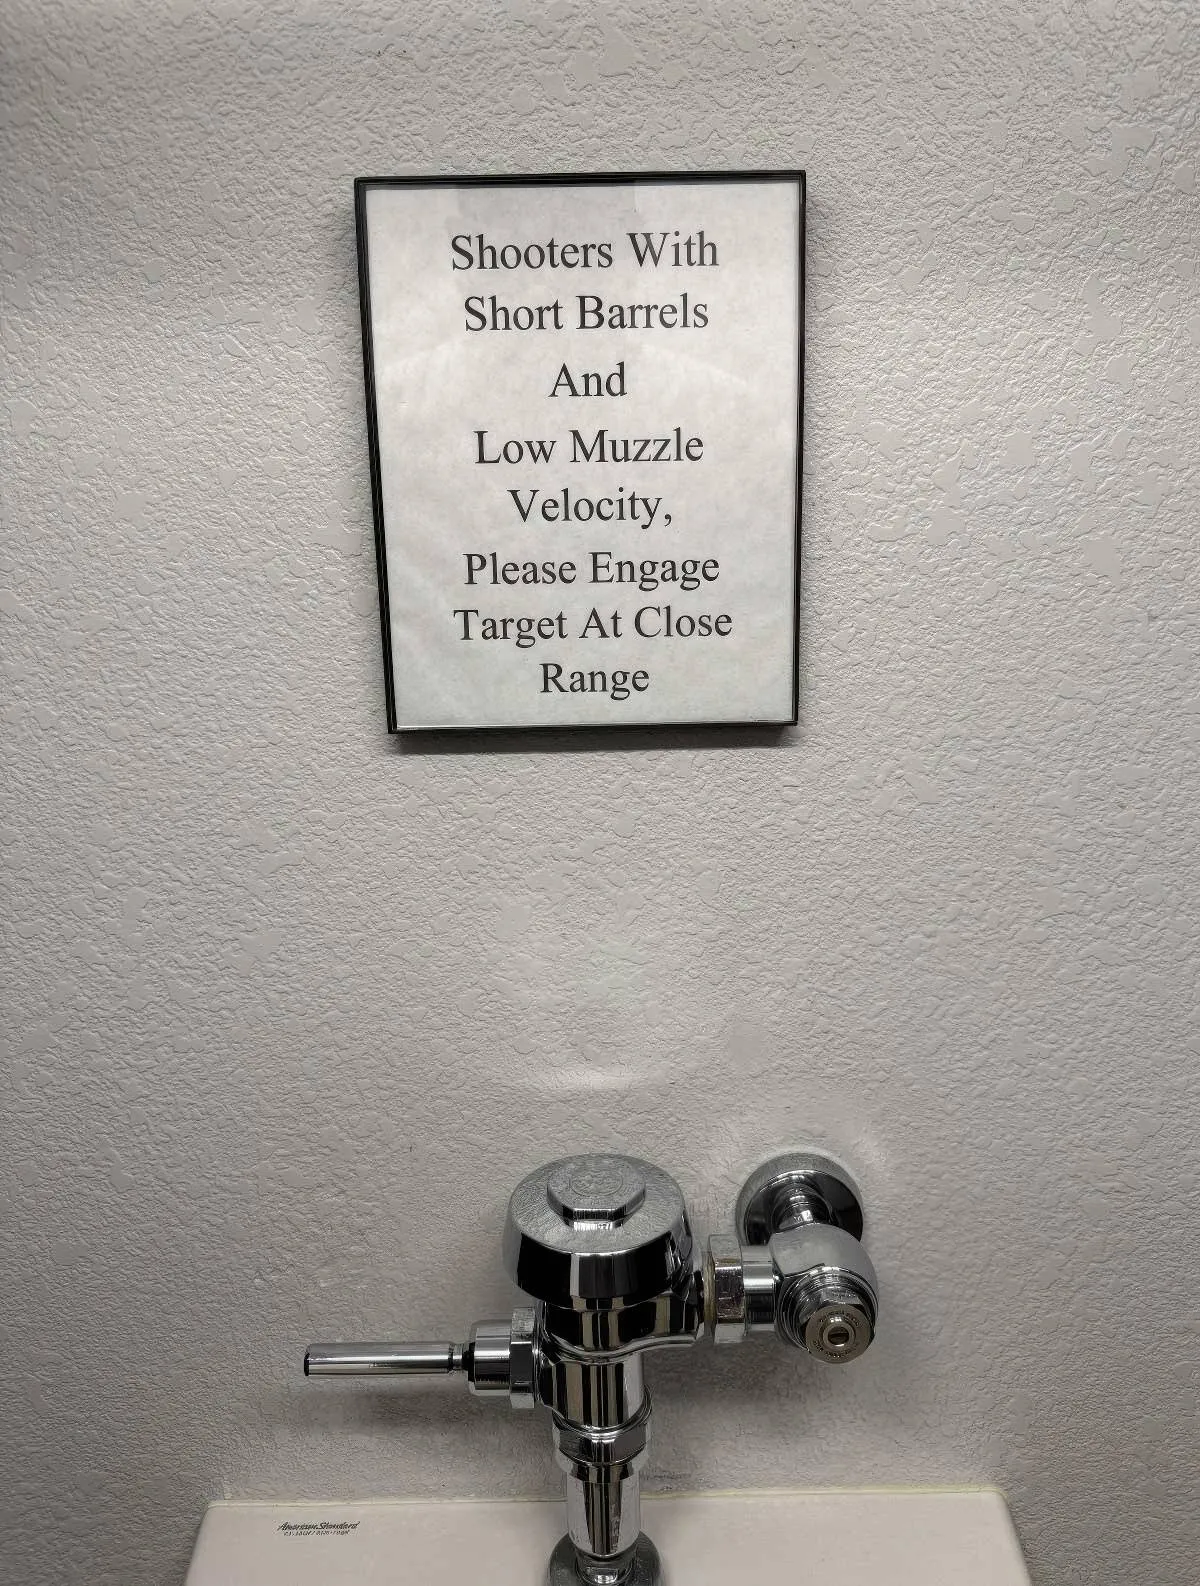 Shooters With
Short Barrels
And
Low Muzzle
Velocity,
Please Engage
Target At Close
Range
American Standard